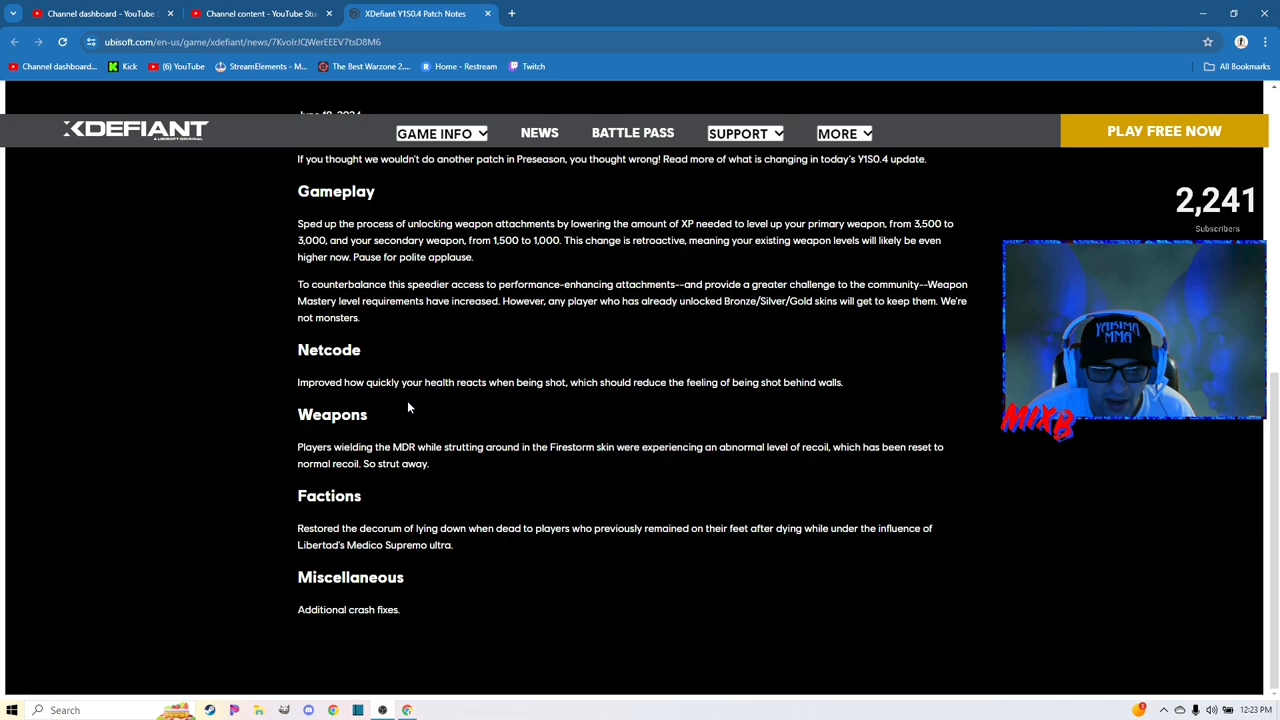 Channel dashboard - YouTube S
Channel content - YouTube Stu
XDefiant Y1S0.4 Patch Notes
ubisoft.com/en-us/game/xdefiant/news/7KvoIrJQWerEEEV7tsD8M6
Channel dashboard...
Kick
(6) YouTube
StreamElements - M...
The Best Warzone 2....
Home - Restream
Twitch
All Bookmarks
June 18, 2024
XDEFIANT
A UBISOFT ORIGINAL
GAME INFO
NEWS
BATTLE PASS
SUPPORT
MORE
PLAY FREE NOW
If you thought we wouldn't do another patch in Preseason, you thought wrong! Read more of what is changing in today's Y1S0.4 update.
Gameplay
2,241
Subscribers
Sped up the process of unlocking weapon attachments by lowering the amount of XP needed to level up your primary weapon, from 3,500 to
3,000, and your secondary weapon, from 1,500 to 1,000. This change is retroactive, meaning your existing weapon levels will likely be even
higher now. Pause for polite applause.
To counterbalance this speedier access to performance-enhancing attachments--and provide a greater challenge to the community--Weapon
Mastery level requirements have increased. However, any player who has already unlocked Bronze/Silver/Gold skins will get to keep them. We're
not monsters.
YAKIMA
MMA
MIXB
Netcode
Improved how quickly your health reacts when being shot, which should reduce the feeling of being shot behind walls.
Weapons
Players wielding the MDR while strutting around in the Firestorm skin were experiencing an abnormal level of recoil, which has been reset to
normal recoil. So strut away.
Factions
Restored the decorum of lying down when dead to players who previously remained on their feet after dying while under the influence of
Libertad's Medico Supremo ultra.
Miscellaneous
Additional crash fixes.
Search
12:23 PM